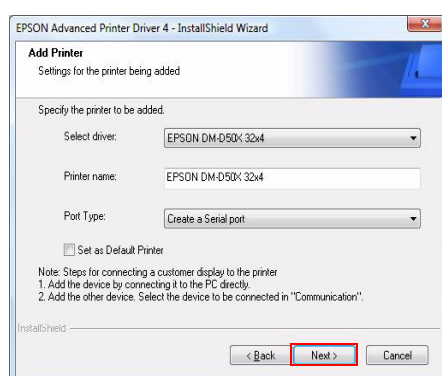 EPSON Advanced Printer Driver 4 - InstallShield Wizard
Add Printer
Settings for the printer being added
Specify the printer to be added.
Select driver: EPSON DM-D50X 32x4
Printer name: EPSON DM-D50X 32x4
Port Type: Create a Serial port
Set as Default Printer
Note: Steps for connecting a customer display to the printer
1. Add the device by connecting it to the PC directly.
2. Add the other device. Select the device to be connected in "Communication".
InstallShield
< Back Next > Cancel